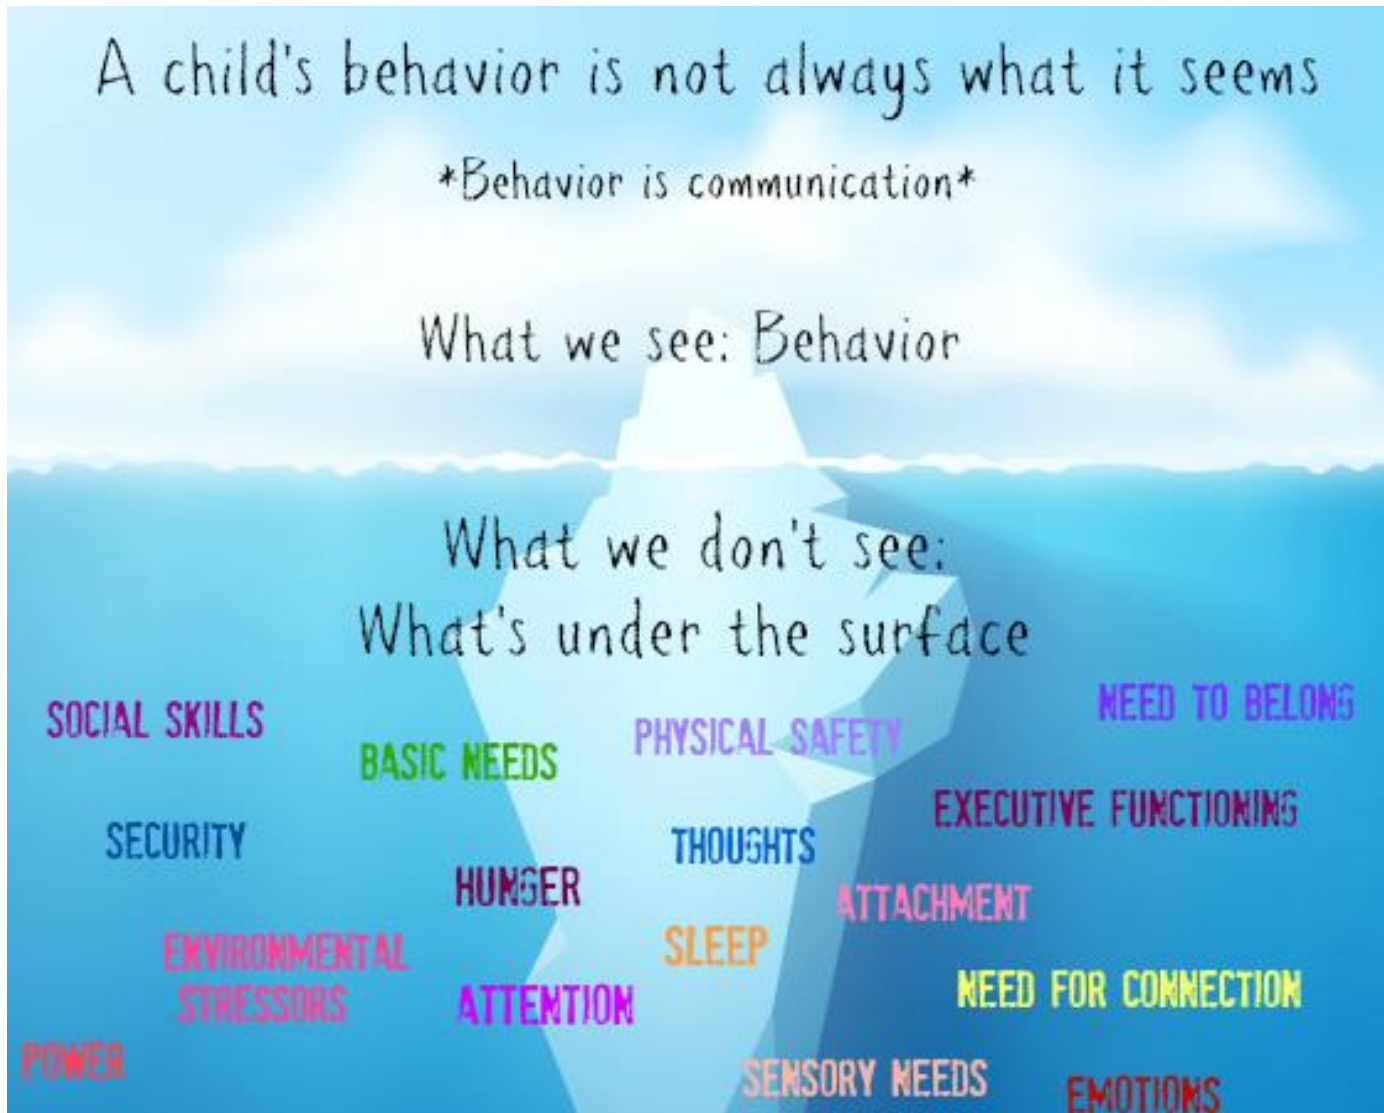 A child's behavior is not always what it seems
*Behavior is communication*
What we see: Behavior
What we don't see:
What's under the surface
SOCIAL SKILLS
BASIC NEEDS
PHYSICAL SAFETY
NEED TO BELONG
SECURITY
HUNGER
THOUGHTS
EXECUTIVE FUNCTIONING
ATTACHMENT
ENVIRONMENTAL
STRESSORS
ATTENTION
SLEEP
NEED FOR CONNECTION
POWER
SENSORY NEEDS
EMOTIONS